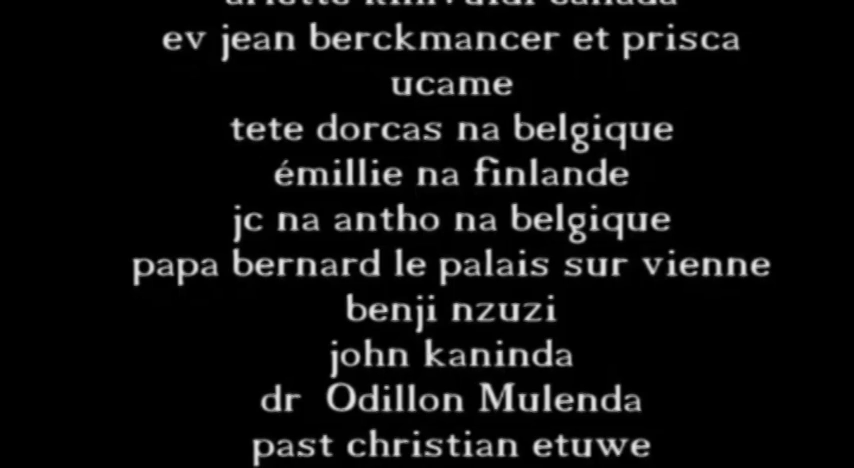 ev jean berckmancer et prisca
ucame
tete dorcas na belgique
émillie na finlande
jc na antho na belgique
papa bernard le palais sur vienne
benji nzuzi
john kaninda
dr Odillon Mulenda
past christian etuwe